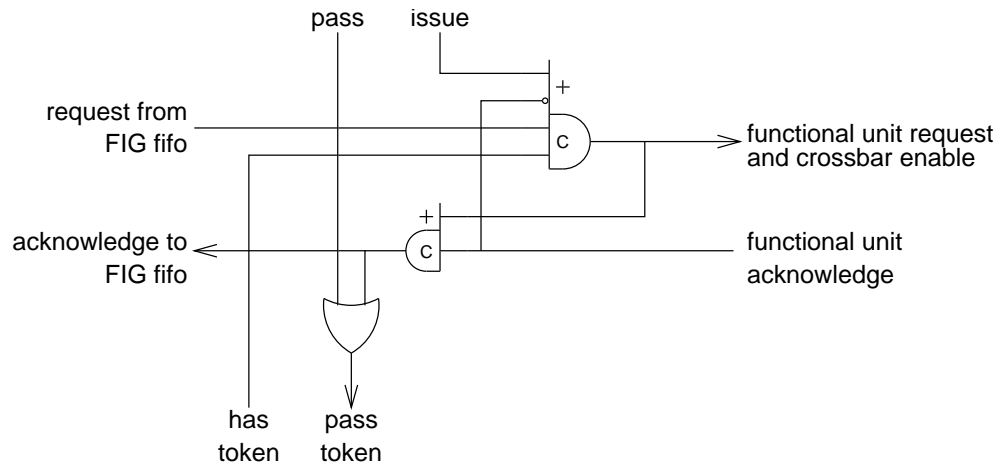 pass
issue
+
request from
FIG fifo
C
functional unit request
and crossbar enable
+
acknowledge to
FIG fifo
C
functional unit
acknowledge
has
token
pass
token